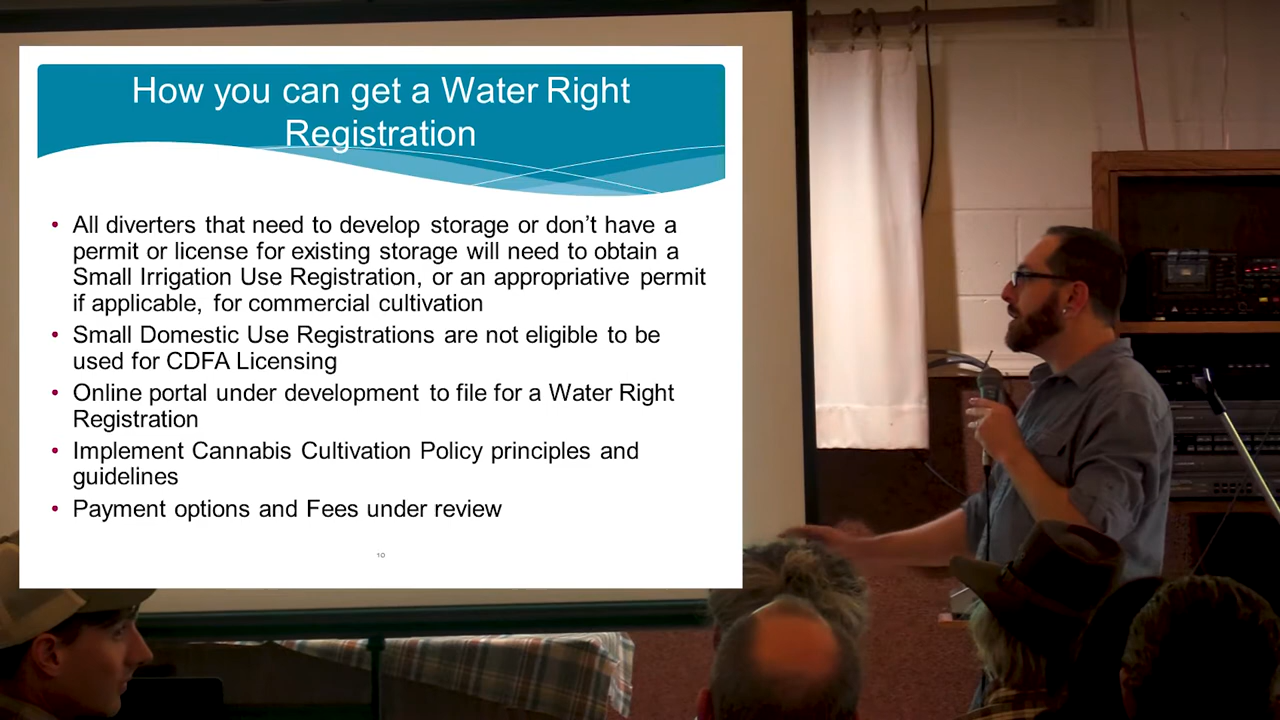 How you can get a Water Right
Registration
• All diverters that need to develop storage or don't have a
permit or license for existing storage will need to obtain a
Small Irrigation Use Registration, or an appropriative permit
if applicable, for commercial cultivation
• Small Domestic Use Registrations are not eligible to be
used for CDFA Licensing
• Online portal under development to file for a Water Right
Registration
• Implement Cannabis Cultivation Policy principles and
guidelines
• Payment options and Fees under review
10